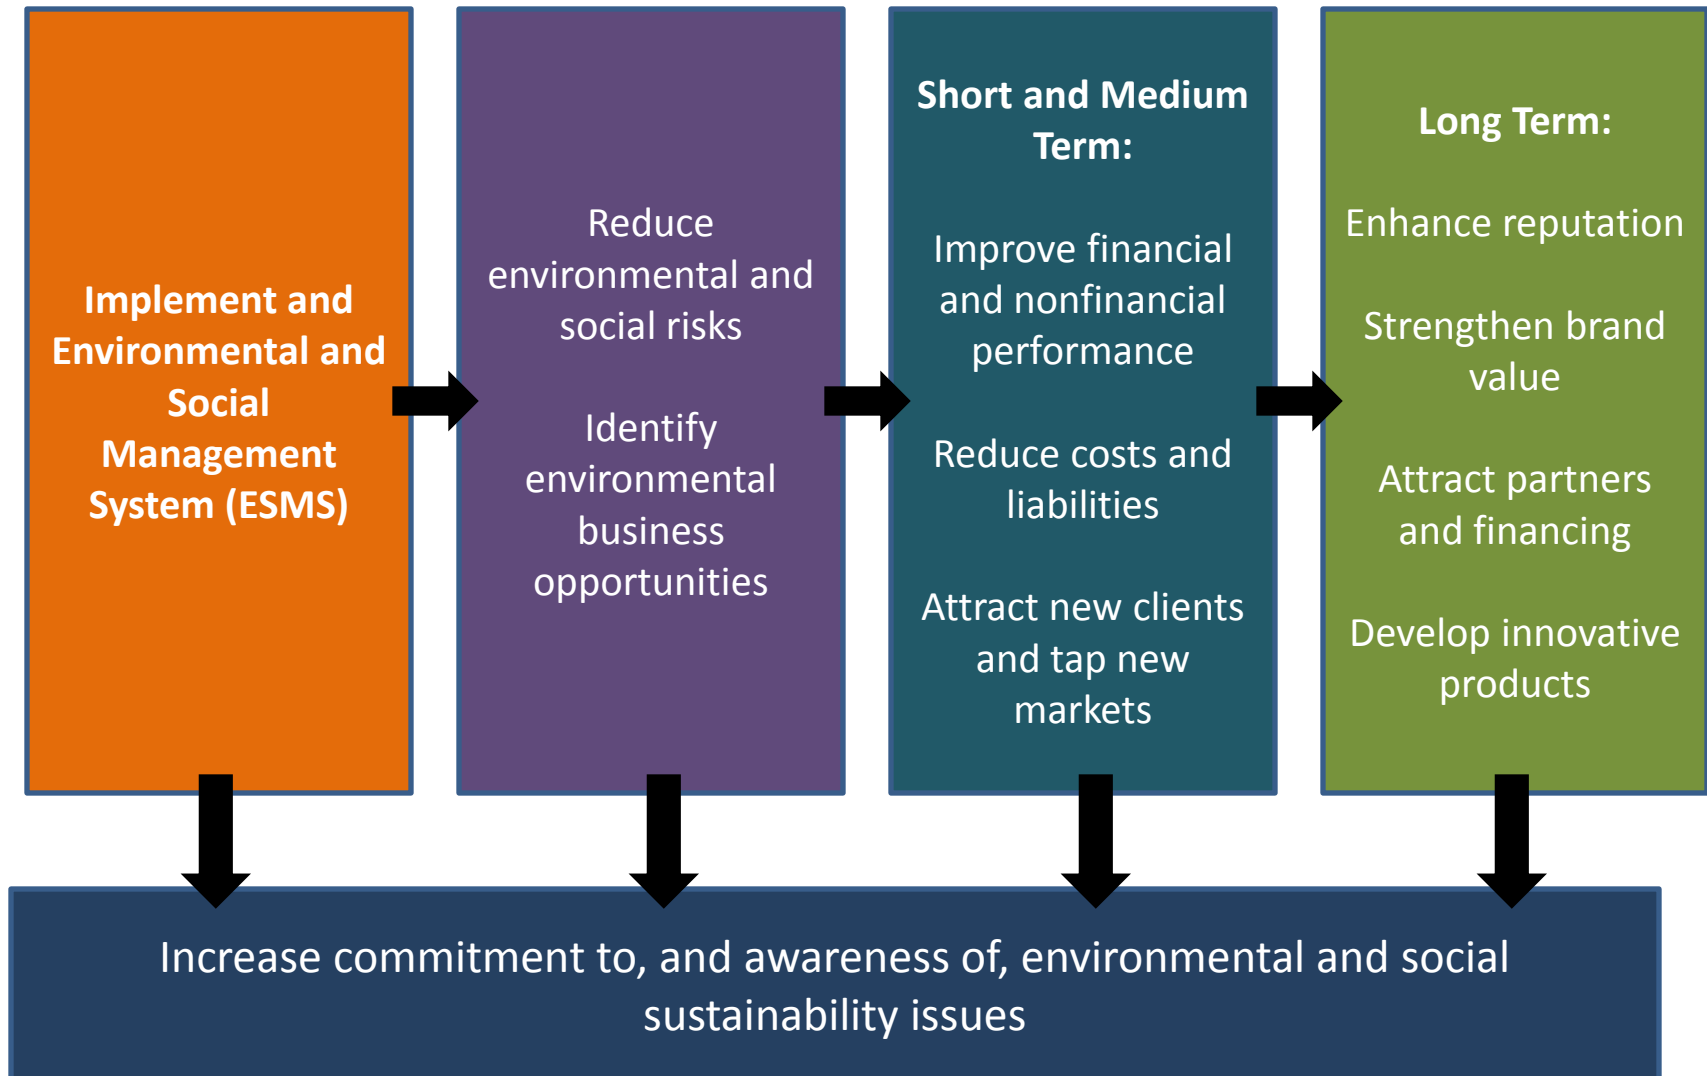 Implement and
Environmental and
Social
Management
System (ESMS)
Reduce
environmental and
social risks
Identify
environmental
business
opportunities
Short and Medium
Term:
Improve financial
and nonfinancial
performance
Reduce costs and
liabilities
Attract new clients
and tap new
markets
Long Term:
Enhance reputation
Strengthen brand
value
Attract partners
and financing
Develop innovative
products
Increase commitment to, and awareness of, environmental and social
sustainability issues